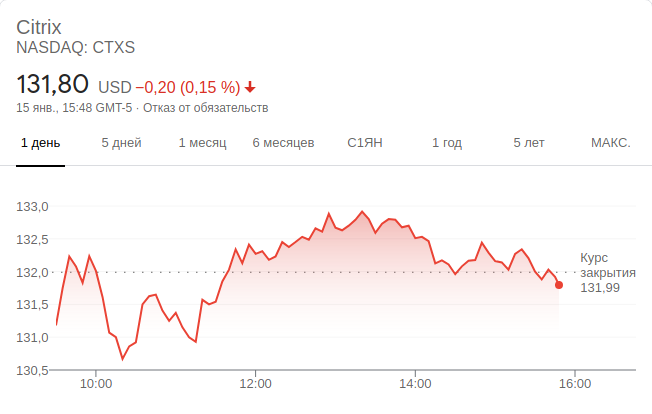 Citrix
NASDAQ: CTXS
131,80 USD −0,20 (0,15 %)
15 янв., 15:48 GMT-5 · Отказ от обязательств
1 день 5 дней 1 месяц 6 месяцев С1ЯН 1 год 5 лет МАКС.
133,0
132,5
132,0
131,5
131,0
130,5
Курс
закрытия
131,99
10:00 12:00 14:00 16:00